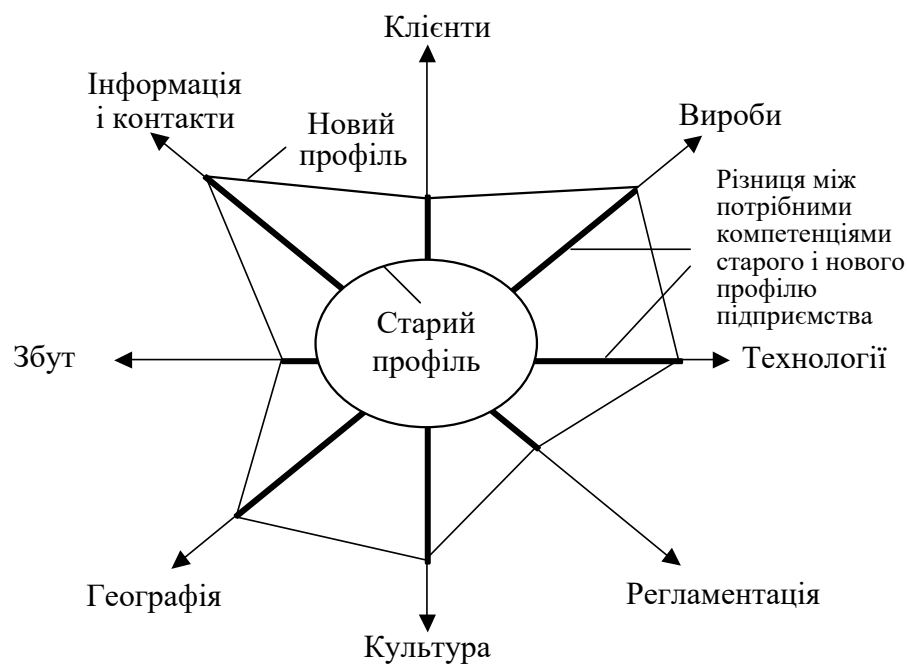 Клієнти
Інформація
і контакти
Новий
профіль
Вироби
Різниця між
потрібними
компетенціями
старого і нового
профілю
підприємства
Старий
профіль
Збут
Технології
Географія
Регламентація
Культура